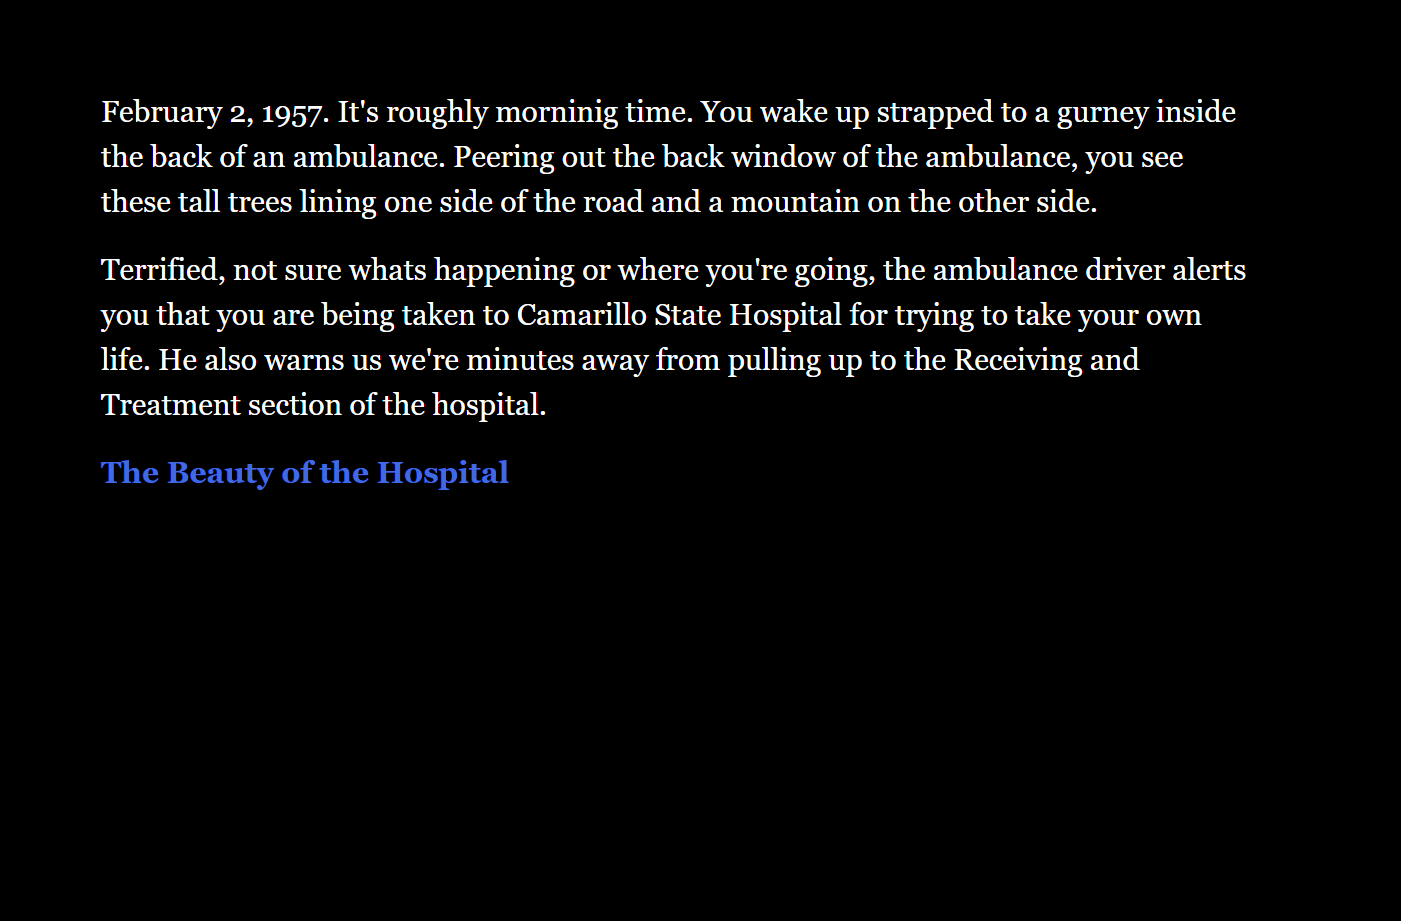 February 2, 1957. It's roughly morninig time. You wake up strapped to a gurney inside
the back of an ambulance. Peering out the back window of the ambulance, you see
these tall trees lining one side of the road and a mountain on the other side.
Terrified, not sure whats happening or where you're going, the ambulance driver alerts
you that you are being taken to Camarillo State Hospital for trying to take your own
life. He also warns us we're minutes away from pulling up to the Receiving and
Treatment section of the hospital.
The Beauty of the Hospital